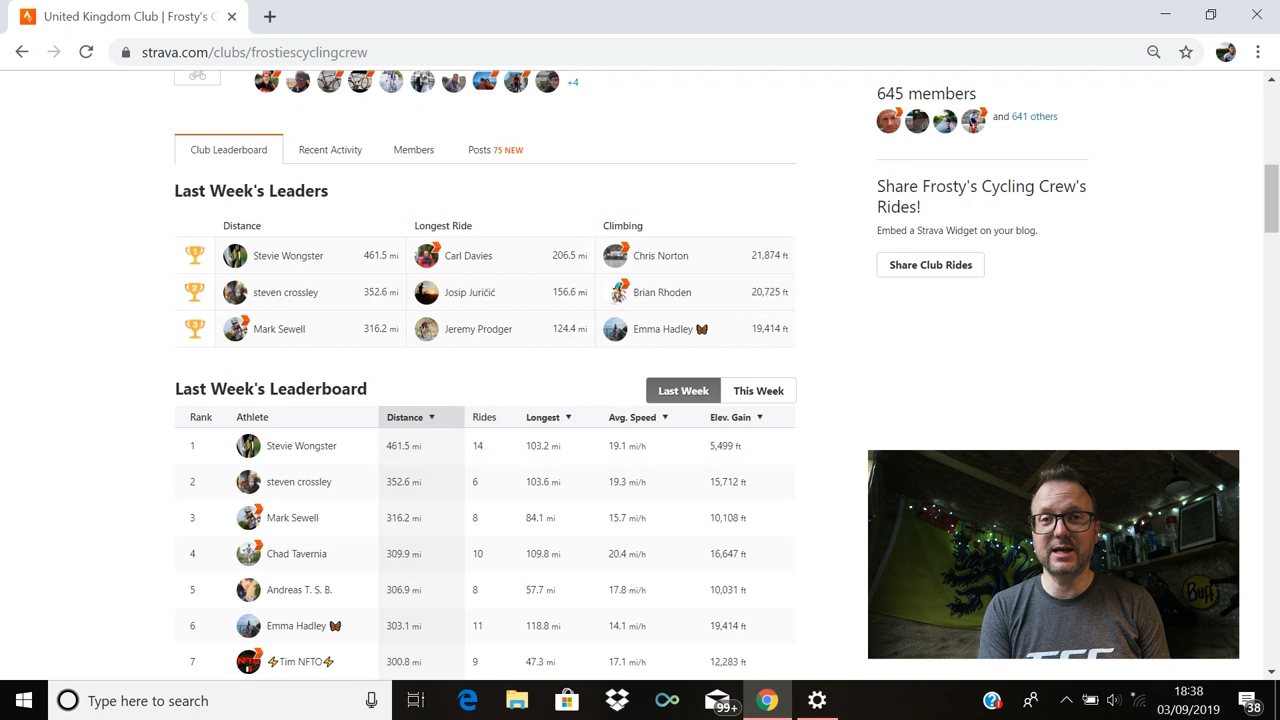 United Kingdom Club | Frosty's C
strava.com/clubs/frostiescyclingcrew
+4
645 members
and 641 others
Club Leaderboard Recent Activity Members Posts 75 NEW
Last Week's Leaders
Share Frosty's Cycling Crew's
Rides!
Embed a Strava Widget on your blog.
Share Club Rides
Distance Longest Ride Climbing
1 Stevie Wongster 461.5 mi Carl Davies 206.5 mi Chris Norton 21,874 ft
2 steven crossley 352.6 mi Josip Juričić 156.6 mi Brian Rhoden 20,725 ft
3 Mark Sewell 316.2 mi Jeremy Prodger 124.4 mi Emma Hadley 🦋 19,414 ft
Last Week's Leaderboard Last Week This Week
Rank Athlete Distance ▼ Rides Longest ▼ Avg. Speed ▼ Elev. Gain ▼
1 Stevie Wongster 461.5 mi 14 103.2 mi 19.1 mi/h 5,499 ft
2 steven crossley 352.6 mi 6 103.6 mi 19.3 mi/h 15,712 ft
3 Mark Sewell 316.2 mi 8 84.1 mi 15.7 mi/h 10,108 ft
4 Chad Tavernia 309.9 mi 10 109.8 mi 20.4 mi/h 16,647 ft
5 Andreas T. S. B. 306.9 mi 8 57.7 mi 17.8 mi/h 10,031 ft
6 Emma Hadley 🦋 303.1 mi 11 118.8 mi 14.1 mi/h 19,414 ft
7 ⚡Tim NFTO⚡ 300.8 mi 9 47.3 mi 17.1 mi/h 12,283 ft
NFTO
BUFF
Type here to search
99+
18:38
03/09/2019
38